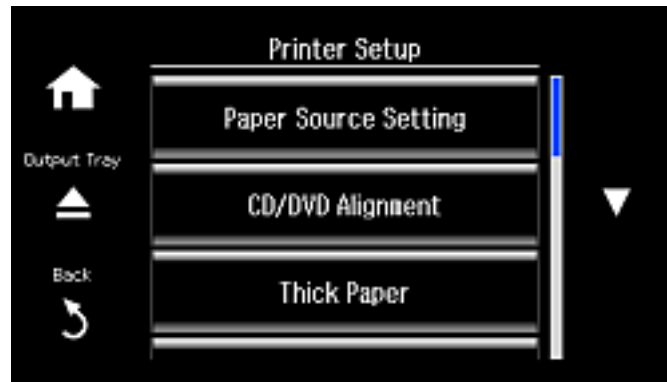 Printer Setup
Paper Source Setting
Output Tray
CD/DVD Alignment
Back
Thick Paper